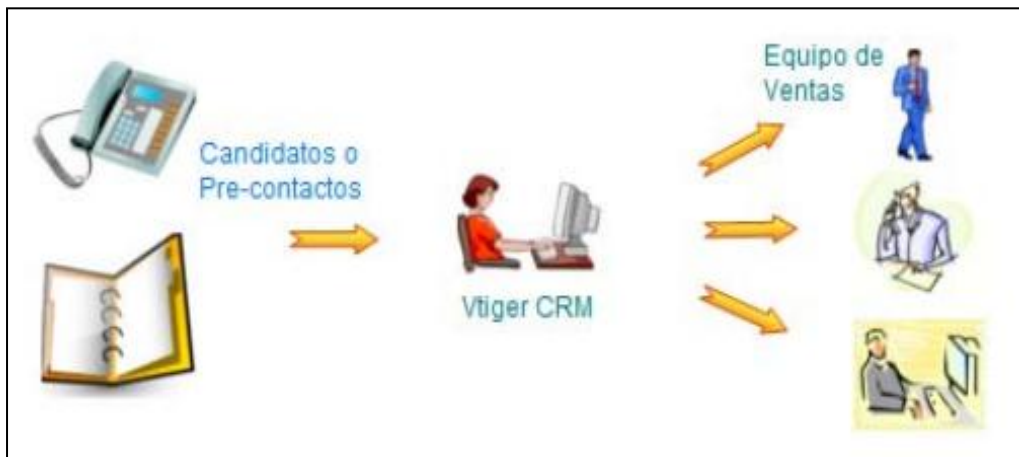 Candidatos o
Pre-contactos
Vtiger CRM
Equipo de
Ventas